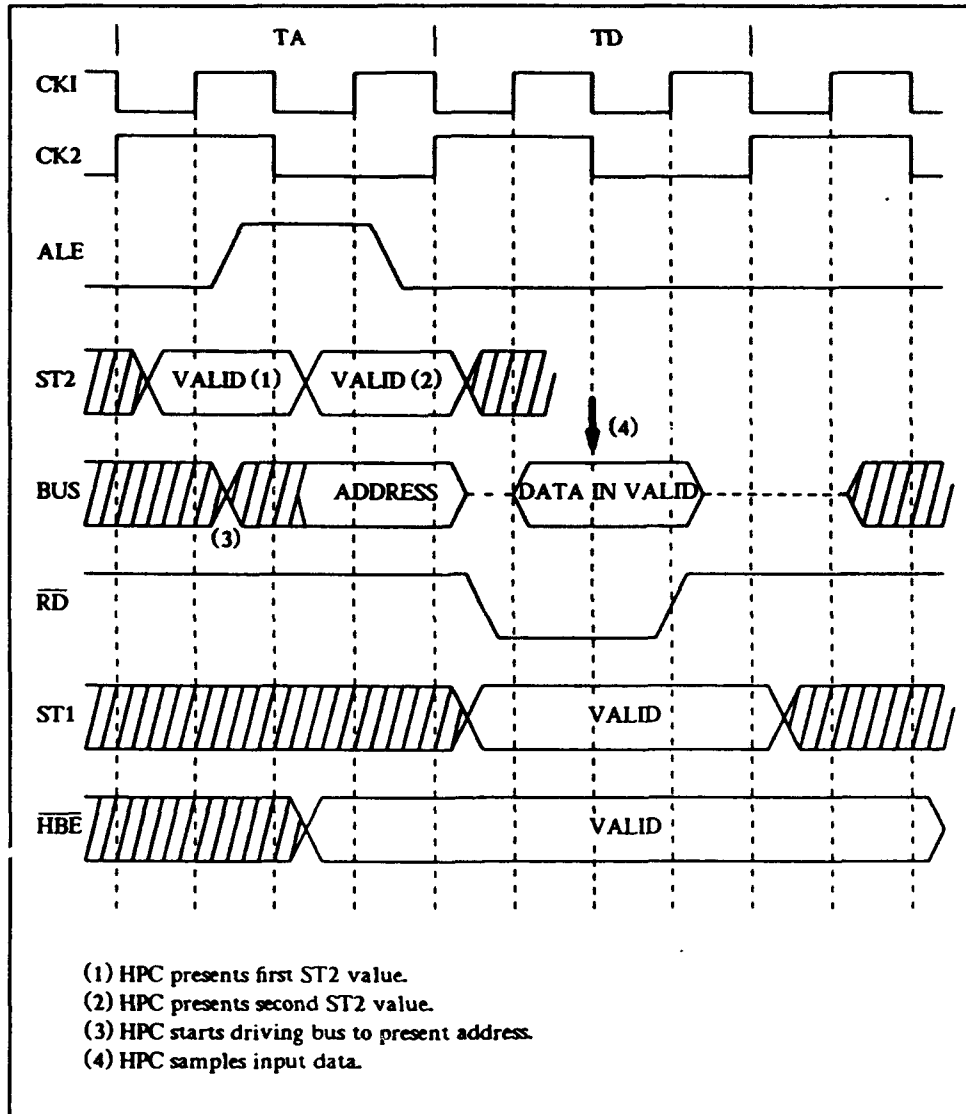 TA TD
CK1
CK2
ALE
ST2 VALID (1) VALID (2)
(4)
BUS ADDRESS DATA IN VALID
(3)
RD
ST1 VALID
HBE VALID
(1) HPC presents first ST2 value.
(2) HPC presents second ST2 value.
(3) HPC starts driving bus to present address.
(4) HPC samples input data.